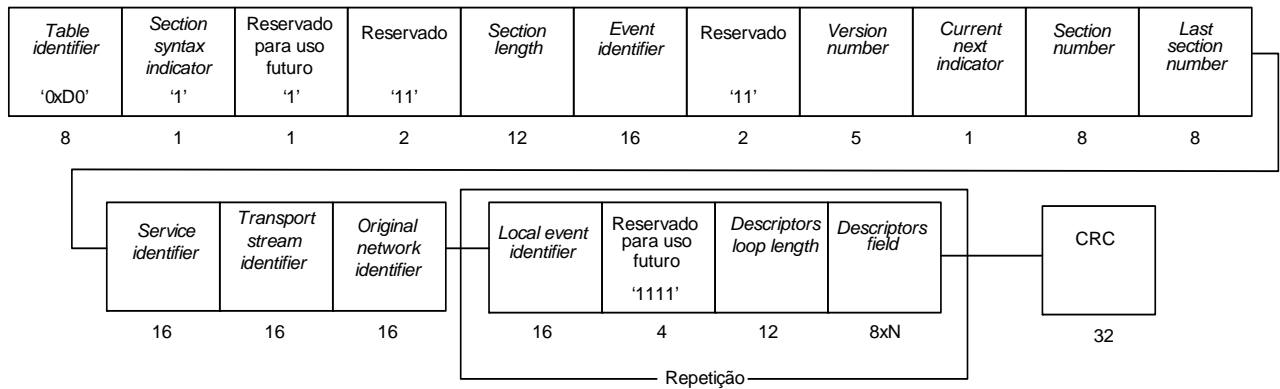 Table
identifier
'0xD0'
Section
syntax
indicator
'1'
Reservado
para uso
futuro
'1'
Reservado
'11'
Section
length
Event
identifier
Reservado
'11'
Version
number
Current
next
indicator
Section
number
Last
section
number
8
1
1
2
12
16
2
5
1
8
8
Service
identifier
Transport
stream
identifier
Original
network
identifier
Local event
identifier
Reservado
para uso
futuro
'1111'
Descriptors
loop length
Descriptors
field
CRC
16
16
16
16
4
12
8xN
32
Repetição